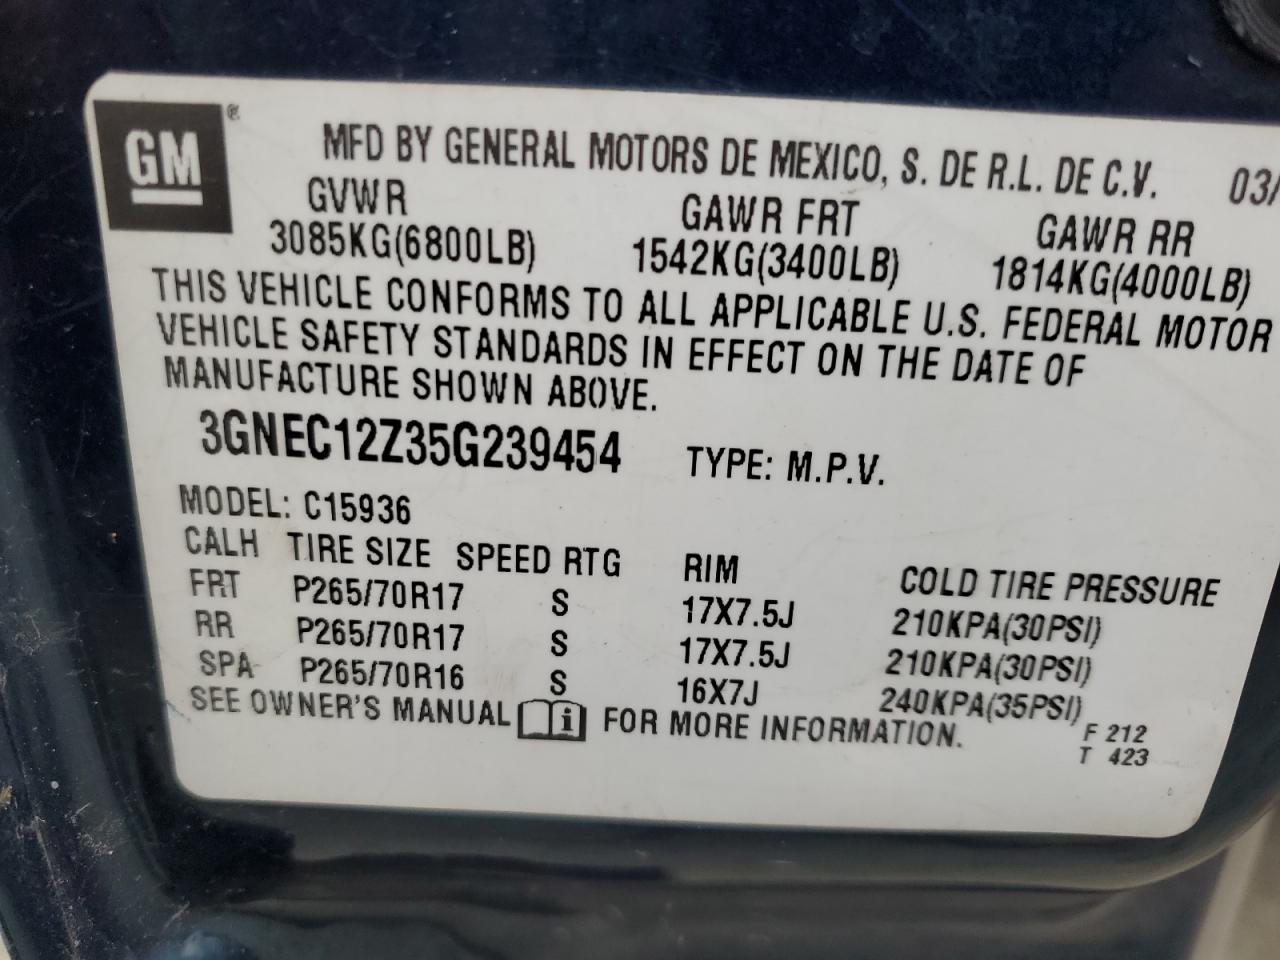 GM ®
MFD BY GENERAL MOTORS DE MEXICO, S. DE R.L. DE C.V. 03/
GVWR GAWR FRT GAWR RR
3085KG(6800LB) 1542KG(3400LB) 1814KG(4000LB)
THIS VEHICLE CONFORMS TO ALL APPLICABLE U.S. FEDERAL MOTOR
VEHICLE SAFETY STANDARDS IN EFFECT ON THE DATE OF
MANUFACTURE SHOWN ABOVE.
3GNEC12Z35G239454 TYPE: M.P.V.
MODEL: C15936
CALH TIRE SIZE SPEED RTG RIM COLD TIRE PRESSURE
FRT P265/70R17 S 17X7.5J 210KPA(30PSI)
RR P265/70R17 S 17X7.5J 210KPA(30PSI)
SPA P265/70R16 S 16X7J 240KPA(35PSI)
SEE OWNER'S MANUAL i FOR MORE INFORMATION.
F 212
T 423